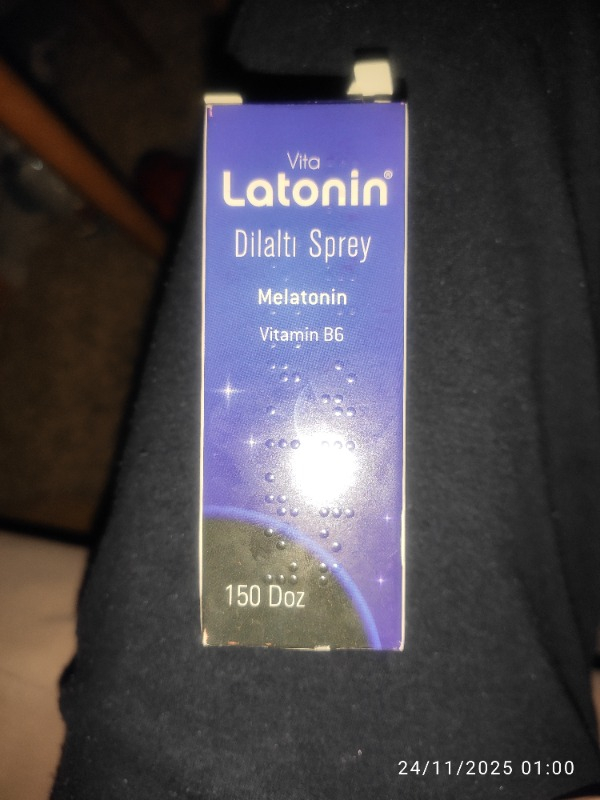 Vita
Latonin®
Dilaltı Sprey
Melatonin
Vitamin B6
150 Doz
24/11/2025 01:00